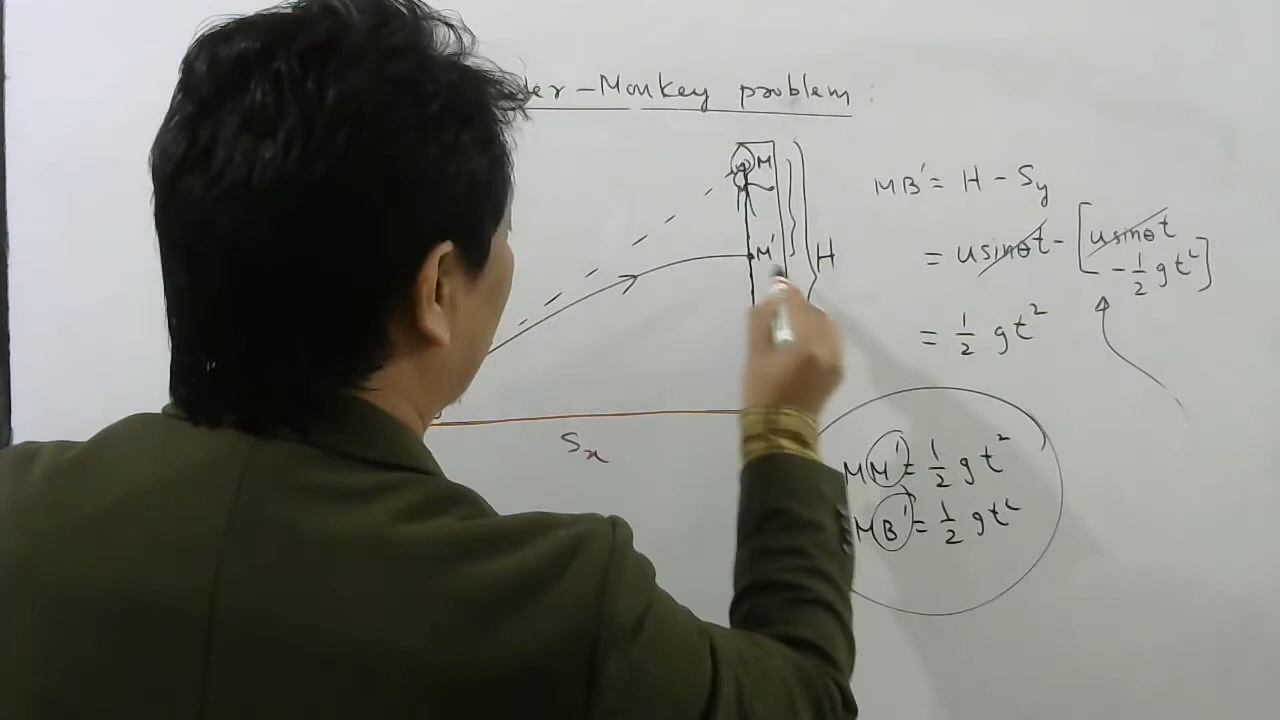 der-Monkey problem :
M
M'
H
Sₓ
MB' = H - Sy
= usinθt - [usinθt
- 1/2 gt²]
= 1/2 gt²
MM' = 1/2 gt²
MB' = 1/2 gt²